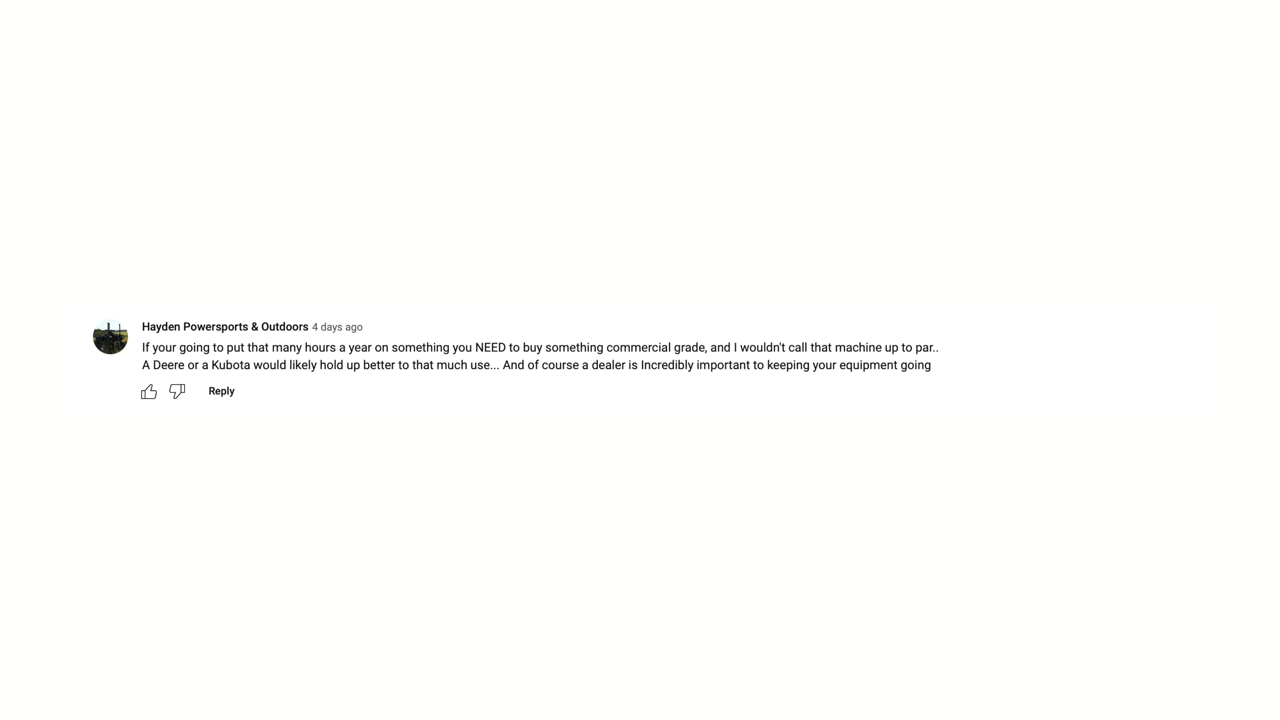 Hayden Powersports & Outdoors 4 days ago
If your going to put that many hours a year on something you NEED to buy something commercial grade, and I wouldn't call that machine up to par..
A Deere or a Kubota would likely hold up better to that much use... And of course a dealer is Incredibly important to keeping your equipment going
Reply